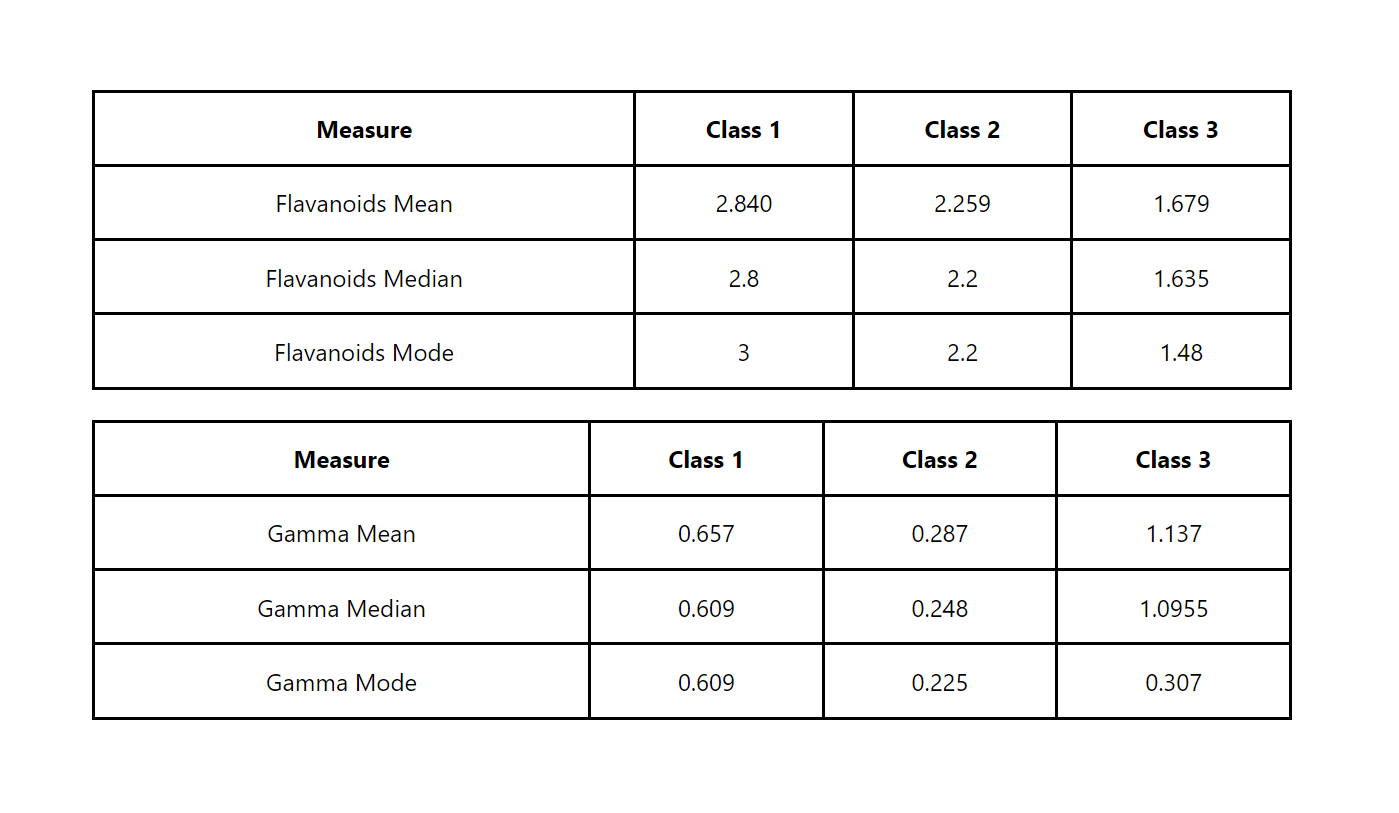 Measure Class 1 Class 2 Class 3
Flavanoids Mean 2.840 2.259 1.679
Flavanoids Median 2.8 2.2 1.635
Flavanoids Mode 3 2.2 1.48
Measure Class 1 Class 2 Class 3
Gamma Mean 0.657 0.287 1.137
Gamma Median 0.609 0.248 1.0955
Gamma Mode 0.609 0.225 0.307